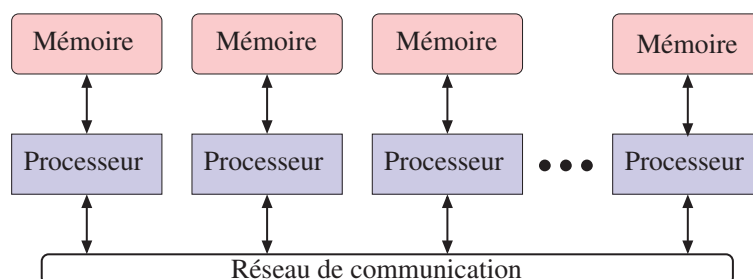 Mémoire Mémoire Mémoire Mémoire
Processeur Processeur Processeur Processeur
Réseau de communication